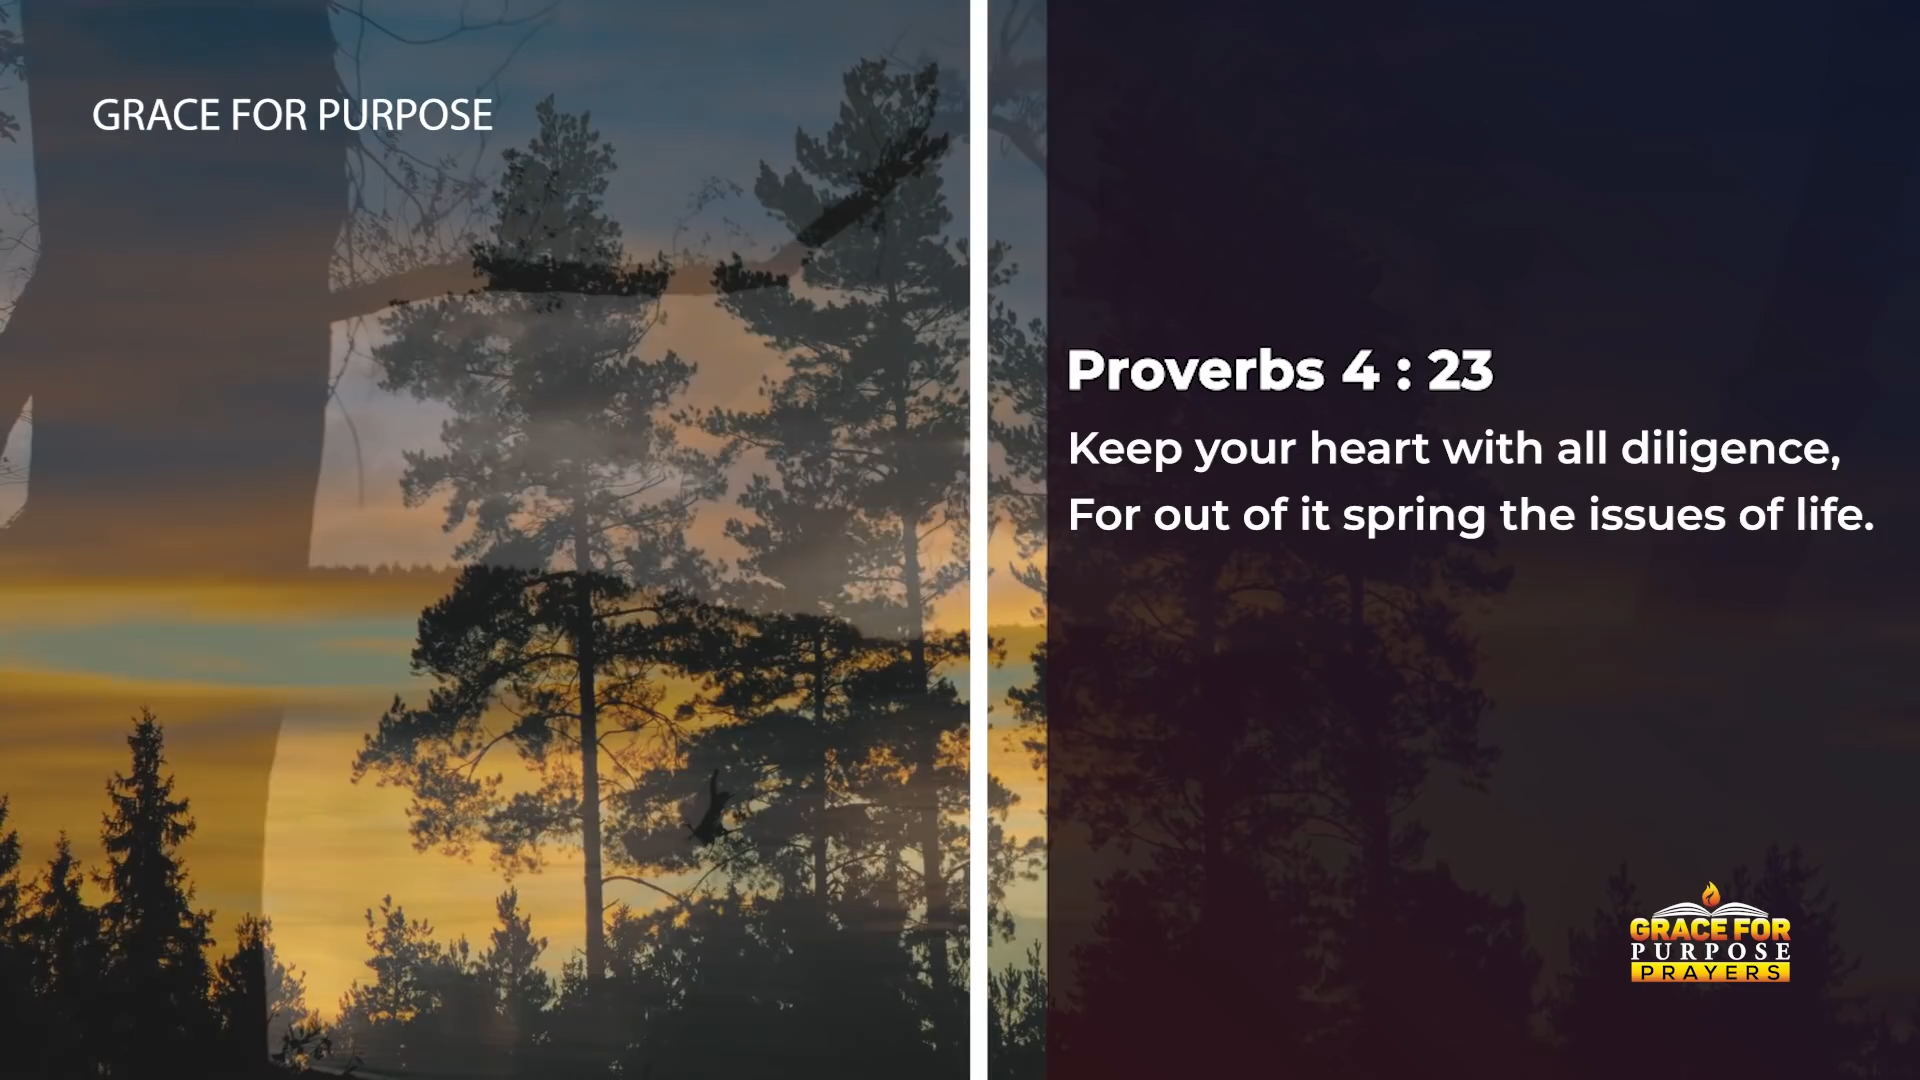 GRACE FOR PURPOSE
Proverbs 4 : 23
Keep your heart with all diligence,
For out of it spring the issues of life.
GRACE FOR
PURPOSE
PRAYERS